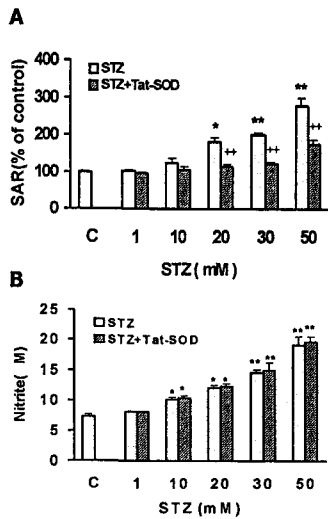 A
STZ
STZ+Tat-SOD
SAR(% of control)
400
300
200
100
0
*
++
**
++
**
++
C 1 10 20 30 50
STZ ( mM )
B
STZ
STZ+Tat-SOD
Nitrite( M)
25
20
15
10
5
0
* *
* *
** **
** **
C 1 10 20 30 50
STZ (mM)